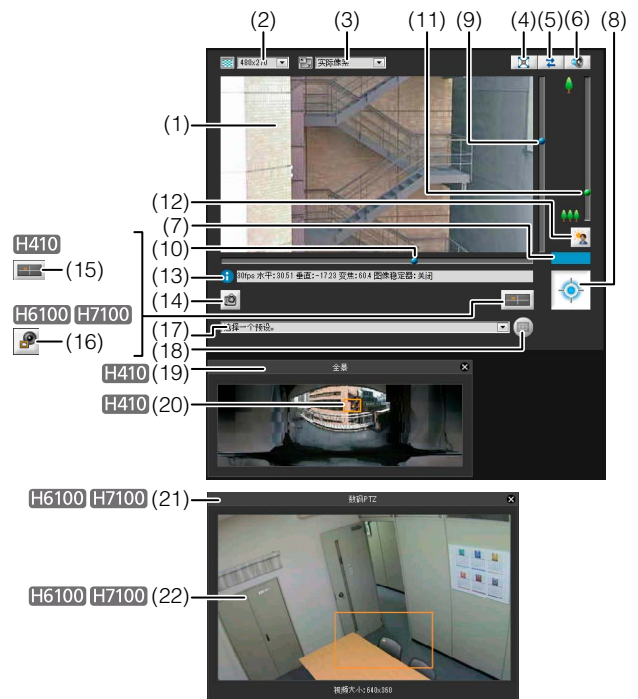 (2)
(3)
(11)
(9)
(4)
(5)
(6)
(8)
480x270
实际像素
(1)
(12)
(7)
(10)
(13)
(14)
H410
(15)
H6100 H7100
(16)
(17)
(18)
30fps 水平:30.51 垂直:-17.23 变焦:60.4 图像稳定器:关闭
选择一个预设。
H410 (19)
全景
H410 (20)
H6100 H7100 (21)
数码PTZ
H6100 H7100 (22)
视频大小:640x360